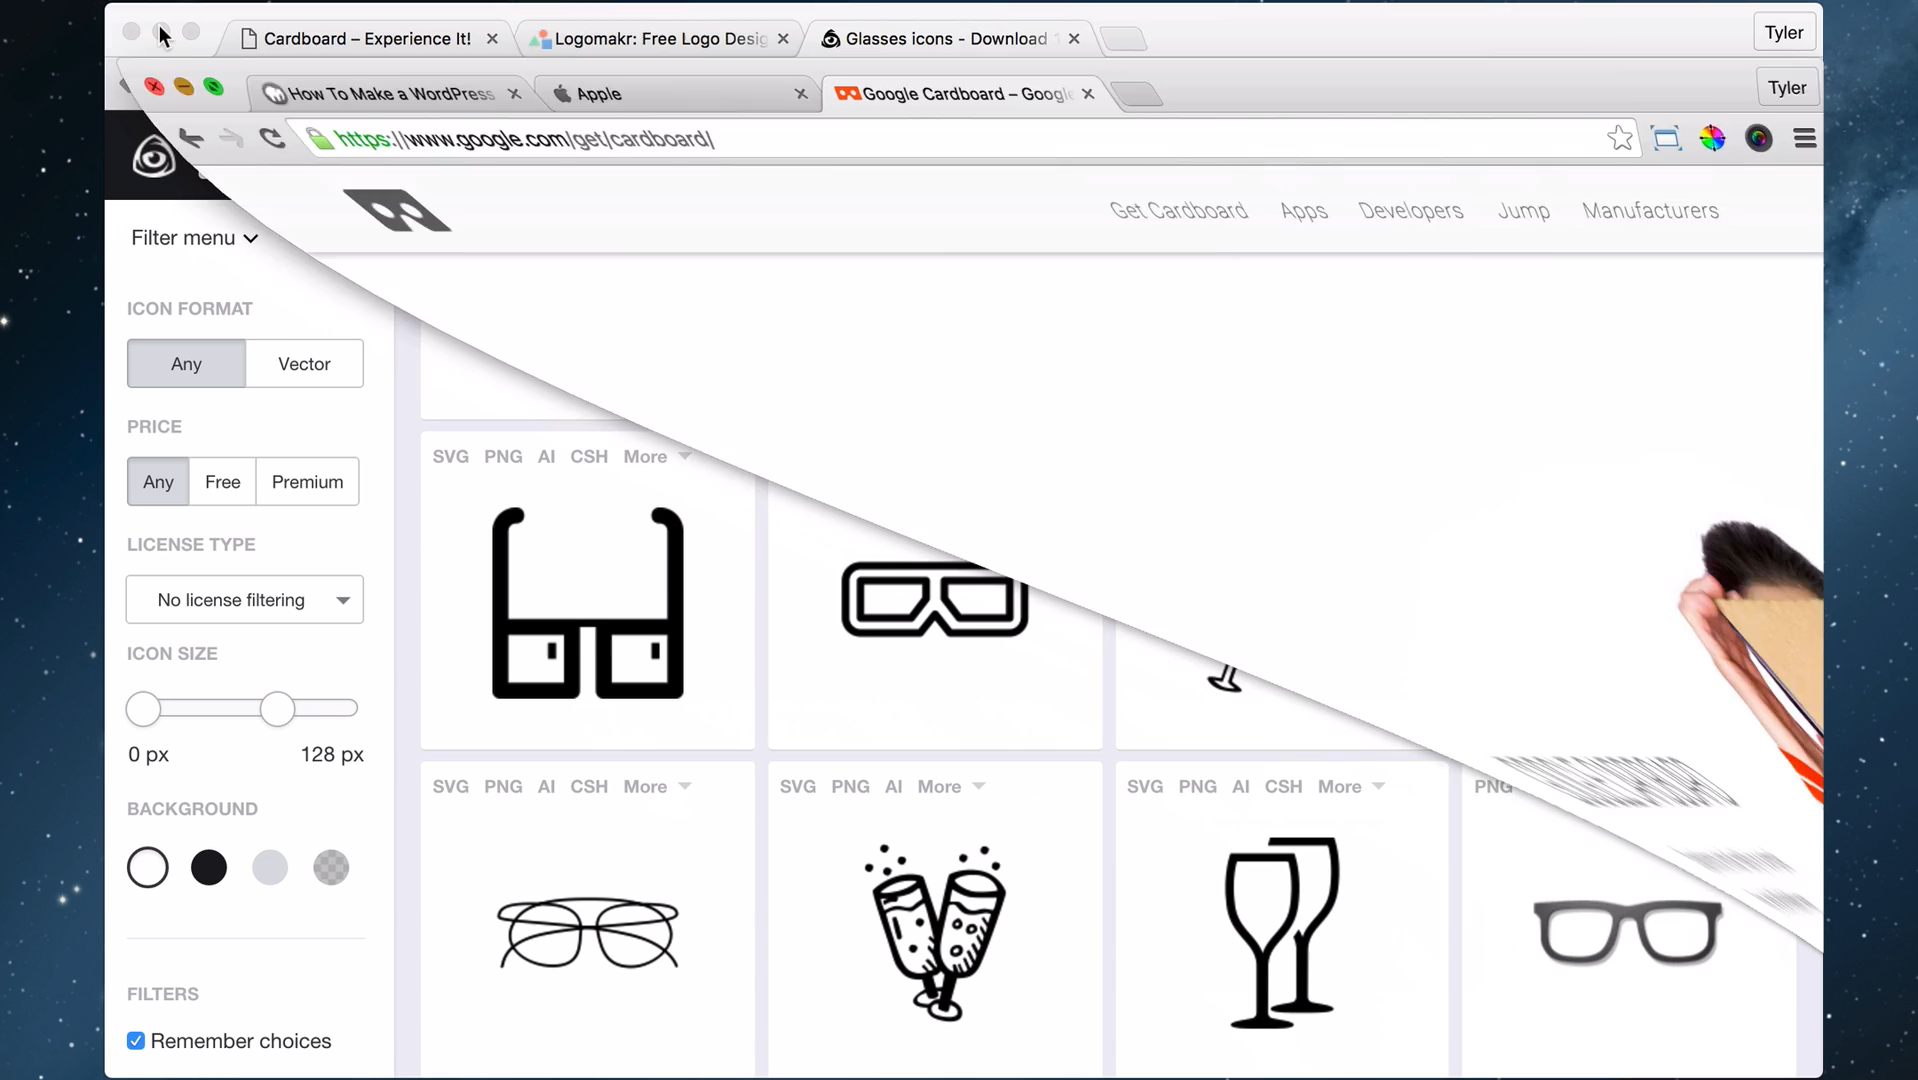 Cardboard – Experience It!
Logomakr: Free Logo Desig
Glasses icons - Download 1
Tyler
How To Make a WordPress
Apple
Google Cardboard – Google
Tyler
https://www.google.com/get/cardboard/
Get Cardboard Apps Developers Jump Manufacturers
Filter menu
ICON FORMAT
Any Vector
PRICE
Any Free Premium
LICENSE TYPE
No license filtering
ICON SIZE
0 px 128 px
BACKGROUND
FILTERS
Remember choices
SVG PNG AI CSH More
SVG PNG AI CSH More
SVG PNG AI More
SVG PNG AI CSH More
PNG